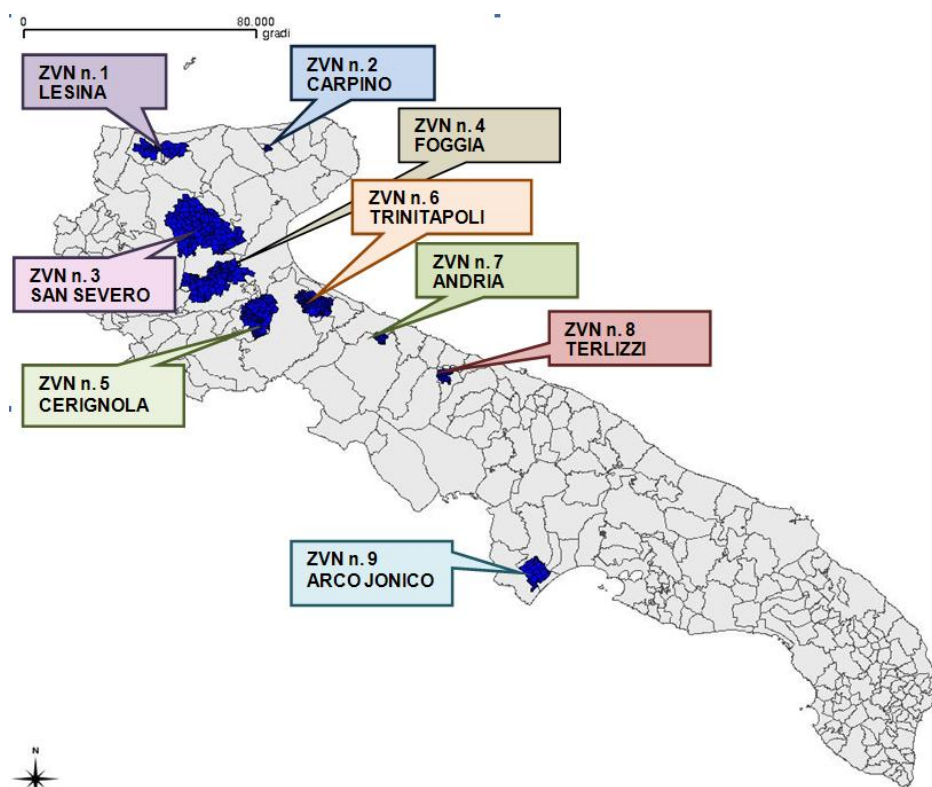 0 80.000
gradi
ZVN n. 1
LESINA
ZVN n. 2
CARPINO
ZVN n. 4
FOGGIA
ZVN n. 6
TRINITAPOLI
ZVN n. 3
SAN SEVERO
ZVN n. 7
ANDRIA
ZVN n. 8
TERLIZZI
ZVN n. 5
CERIGNOLA
ZVN n. 9
ARCO JONICO
N